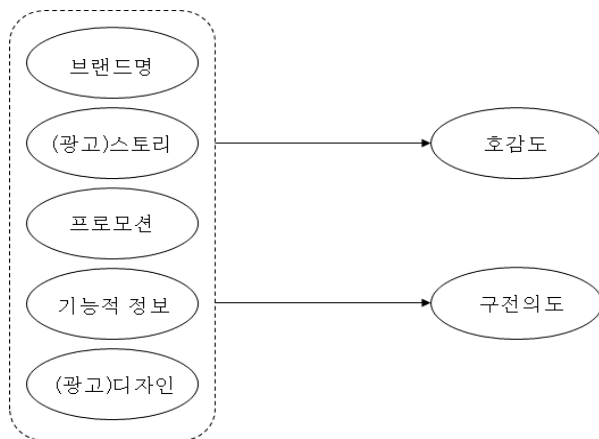 브랜드명
(광고)스토리
프로모션
기능적 정보
(광고)디자인
호감도
구전의도